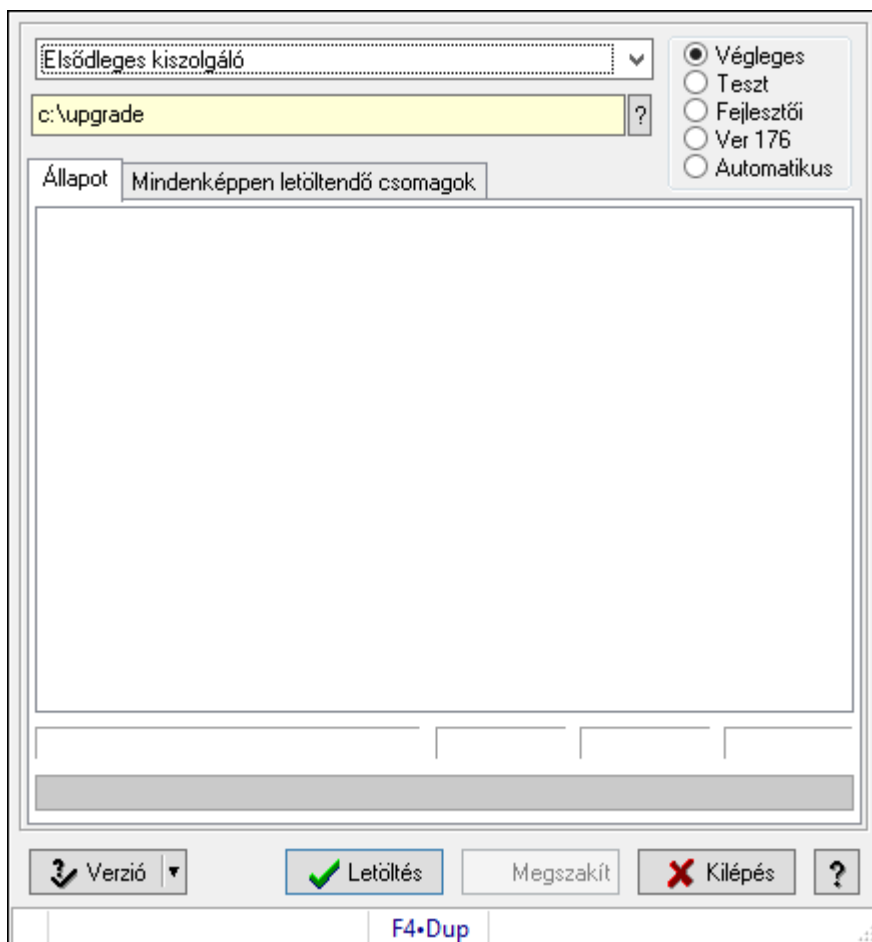 Elsődleges kiszolgáló
c:\upgrade
?
Végleges
Teszt
Fejlesztői
Ver 176
Automatikus
Állapot
Mindenképpen letöltendő csomagok
Verzió
Letöltés
Megszakít
Kilépés
?
F4•Dup